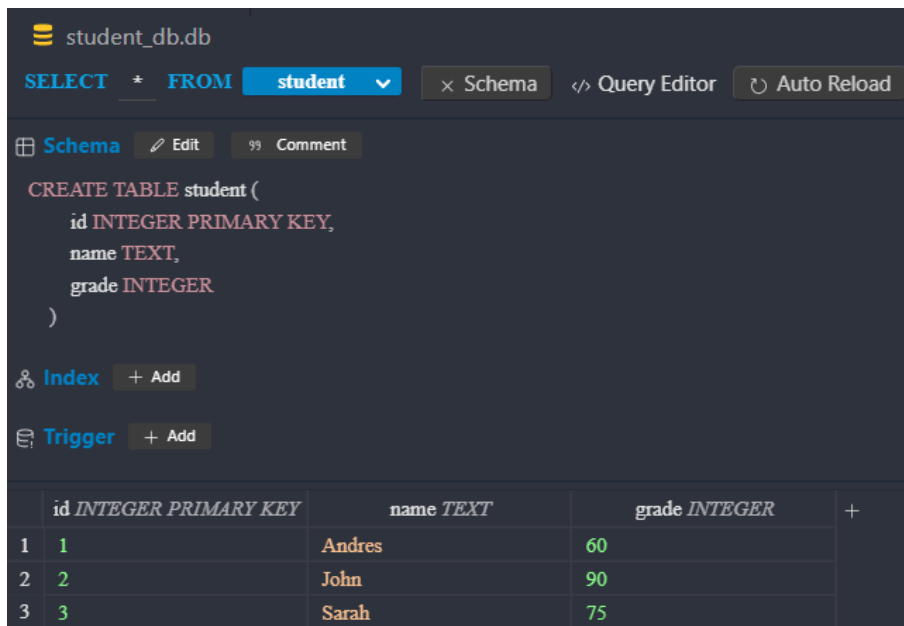 student_db.db
SELECT * FROM student × Schema </> Query Editor Auto Reload
Schema Edit 99 Comment
CREATE TABLE student (
id INTEGER PRIMARY KEY,
name TEXT,
grade INTEGER
)
Index + Add
Trigger + Add
id INTEGER PRIMARY KEY name TEXT grade INTEGER +
1 1 Andres 60
2 2 John 90
3 3 Sarah 75